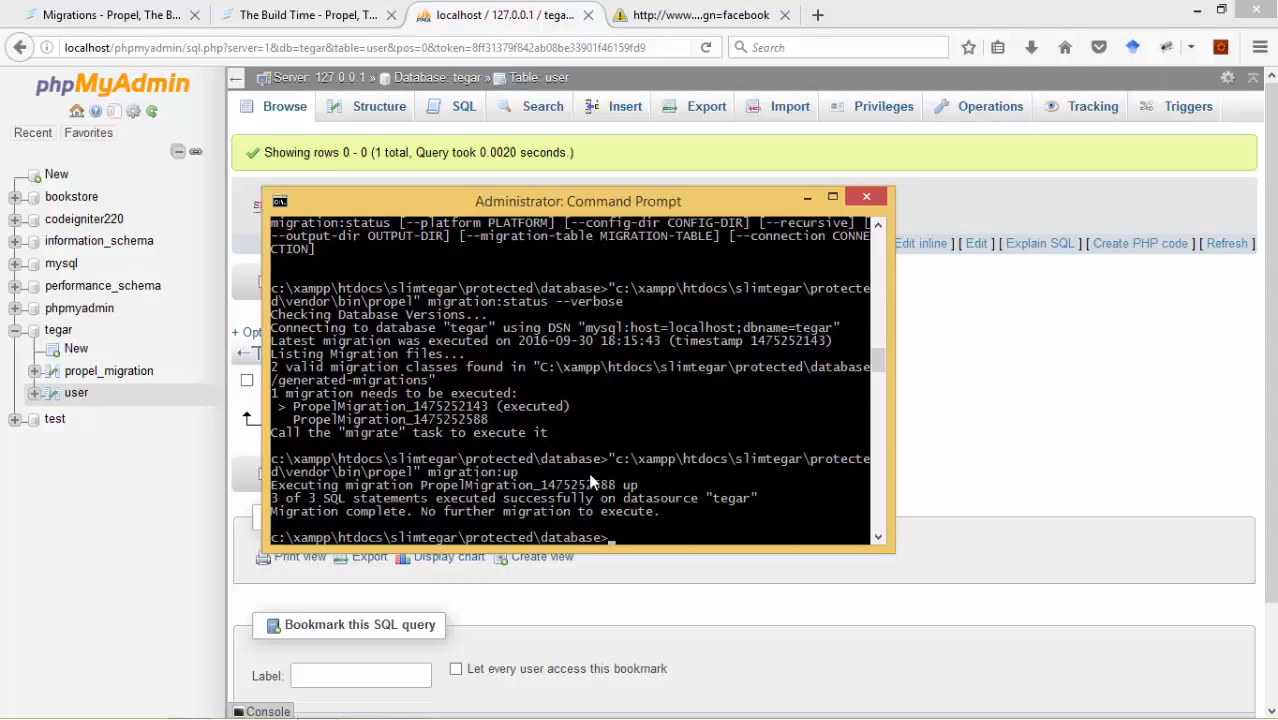 Migrations - Propel, The B...
The Build Time - Propel, T...
localhost / 127.0.0.1 / tega...
http://www....gn=facebook
localhost/phpmyadmin/sql.php?server=1&db=tegar&table=user&pos=0&token=8ff31379f842ab5be33901f46159fd9
Search
phpMyAdmin
Recent
Favorites
New
bookstore
codeigniter220
information_schema
mysql
performance_schema
phpmyadmin
tegar
New
propel_migration
user
test
Server: 127.0.0.1 » Database: tegar » Table: user
Browse
Structure
SQL
Search
Insert
Export
Import
Privileges
Operations
Tracking
Triggers
Showing rows 0 - 0 (1 total, Query took 0.0020 seconds.)
Edit inline ] [ Edit ] [ Explain SQL ] [ Create PHP code ] [ Refresh ]
+ Opt
Administrator: Command Prompt
migration:status [--platform PLATFORM] [--config-dir CONFIG-DIR] [--recursive] [
--output-dir OUTPUT-DIR] [--migration-table MIGRATION-TABLE] [--connection CONNE
CTION]
c:\xampp\htdocs\slimtegar\protected\database>"c:\xampp\htdocs\slimtegar\protecte
d\vendor\bin\propel" migration:status --verbose
Checking Database Versions...
Connecting to database "tegar" using DSN "mysql:host=localhost;dbname=tegar"
Latest migration was executed on 2016-09-30 18:15:43 (timestamp 1475252143)
Listing Migration files...
2 valid migration classes found in "C:\xampp\htdocs\slimtegar\protected\database
/generated-migrations"
1 migration needs to be executed:
> PropelMigration_1475252143 (executed)
PropelMigration_1475252588
Call the "migrate" task to execute it
c:\xampp\htdocs\slimtegar\protected\database>"c:\xampp\htdocs\slimtegar\protecte
d\vendor\bin\propel" migration:up
Executing migration PropelMigration_1475252588 up
3 of 3 SQL statements executed successfully on datasource "tegar"
Migration complete. No further migration to execute.
c:\xampp\htdocs\slimtegar\protected\database>_
Print view
Export
Display chart
Create view
Bookmark this SQL query
Label:
Let every user access this bookmark
Console